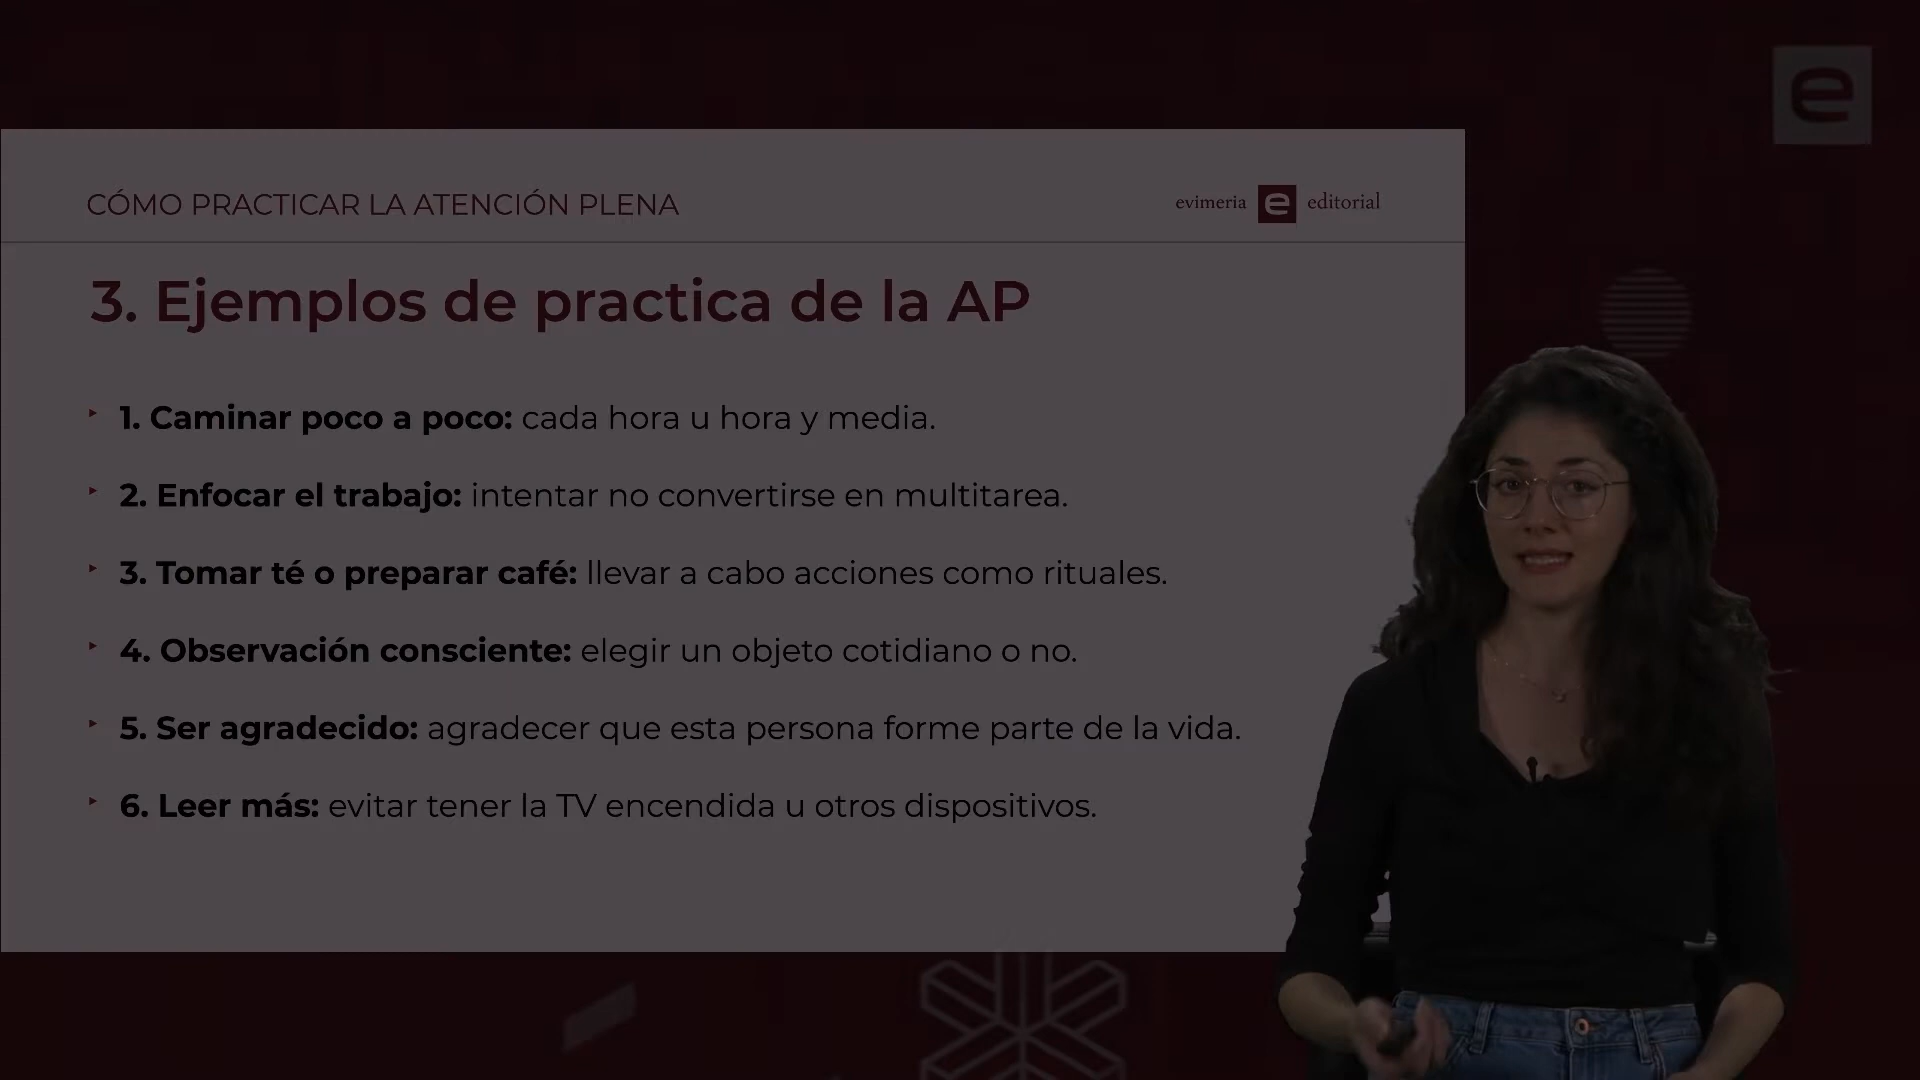 e
CÓMO PRACTICAR LA ATENCIÓN PLENA
evimeria e editorial
3. Ejemplos de practica de la AP
1. Caminar poco a poco: cada hora u hora y media.
2. Enfocar el trabajo: intentar no convertirse en multitarea.
3. Tomar té o preparar café: llevar a cabo acciones como rituales.
4. Observación consciente: elegir un objeto cotidiano o no.
5. Ser agradecido: agradecer que esta persona forme parte de la vida.
6. Leer más: evitar tener la TV encendida u otros dispositivos.